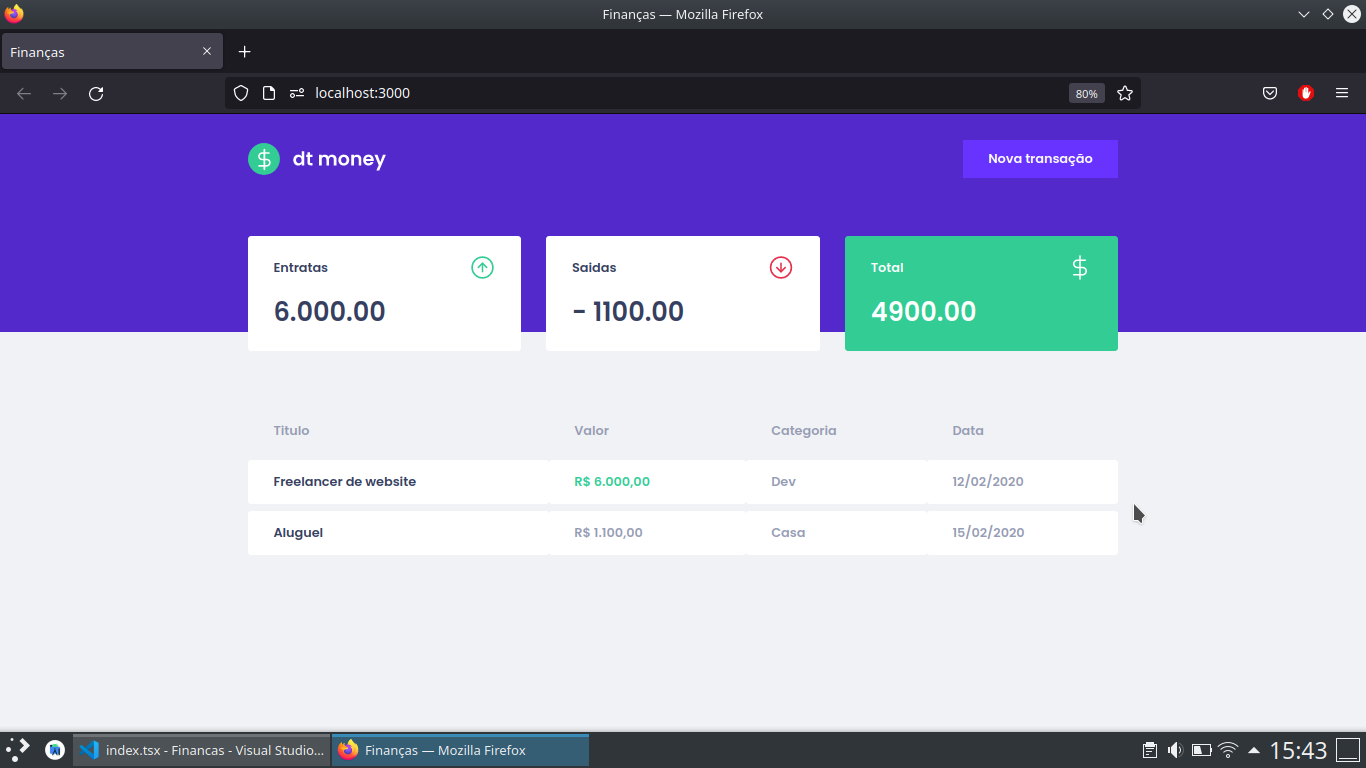 Finanças — Mozilla Firefox
Finanças
localhost:3000
80%
$ dt money
Nova transação
Entratas
Saidas
Total
$
6.000.00
- 1100.00
4900.00
Titulo Valor Categoria Data
Freelancer de website R$ 6.000,00 Dev 12/02/2020
Aluguel R$ 1.100,00 Casa 15/02/2020
index.tsx - Financas - Visual Studio...
Finanças — Mozilla Firefox
15:43